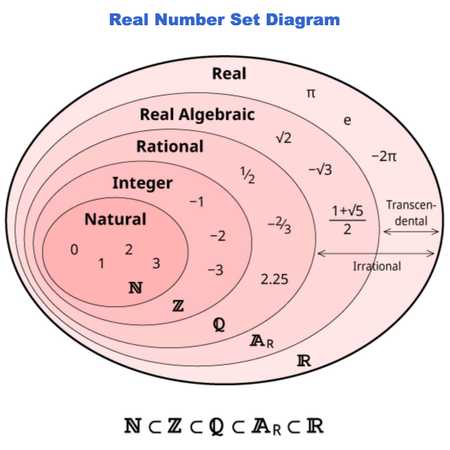 Real Number Set Diagram
Real
π
Real Algebraic
e
√2
Rational
−2π
−√3
½
Integer
−1
Transcen-
dental
1+√5
2
Natural
−⅔
−2
0 1 2 3
Irrational
−3
2.25
ℕ
ℤ
ℚ
𝔸R
ℝ
ℕ ⊂ ℤ ⊂ ℚ ⊂ 𝔸R ⊂ ℝ